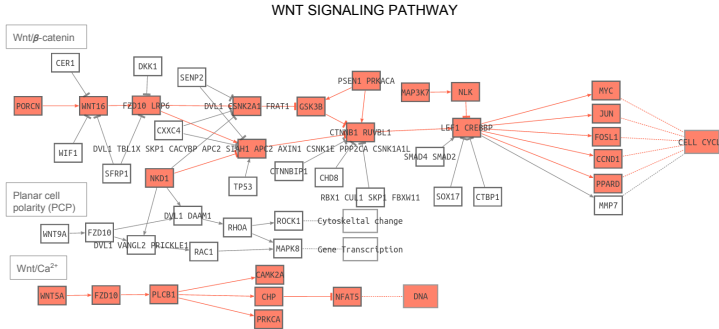 WNT SIGNALING PATHWAY
Wnt/β-catenin
CER1
DKK1
SENP2
PSEN1 PRKACA
PORCN
WNT16
FZD10 LRP6
DVL1 CSNK2A1 FRAT1
GSK3B
MAP3K7
NLK
MYC
JUN
FOSL1
CCND1
PPARD
MMP7
CELL CYCL
CXXC4
CTNNB1 RUVBL1
LEF1 CREBBP
WIF1
DVL1 TBL1X SKP1 CACYBP APC2 SIAH1 APC2 AXIN1 CSNK1E PPP2CA CSNK1A1L
SMAD4 SMAD2
SFRP1
NKD1
TP53
CTNNBIP1
CHD8
RBX1 CUL1 SKP1 FBXW11
SOX17
CTBP1
Planar cell
polarity (PCP)
WNT9A
FZD10
DVL1 DAAM1
DVL1 VANGL2 PRICKLE1
RHOA
ROCK1
Cytoskeltal change
RAC1
MAPK8
Gene Transcription
Wnt/Ca²⁺
WNT5A
FZD10
PLCB1
CAMK2A
CHP
PRKCA
NFAT5
DNA